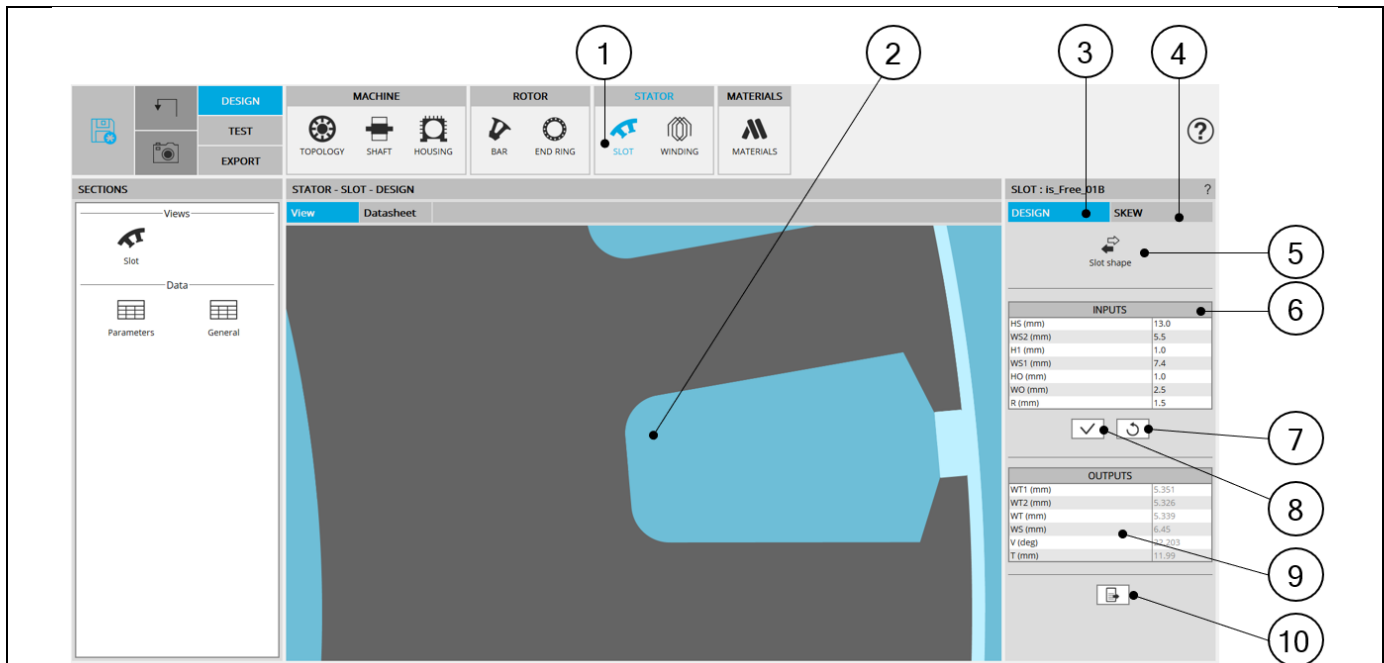 1 2 3 4
DESIGN MACHINE ROTOR STATOR MATERIALS
TEST
EXPORT
TOPOLOGY SHAFT HOUSING BAR END RING SLOT WINDING MATERIALS
?
SECTIONS STATOR - SLOT - DESIGN SLOT : is_Free_01B ?
Views View Datasheet DESIGN SKEW
Slot
Slot shape 5
Data
Parameters General
INPUTS 6
HS (mm) 13.0
WS2 (mm) 5.5
H1 (mm) 1.0
WS1 (mm) 7.4
HO (mm) 1.0
WO (mm) 2.5
R (mm) 1.5
7
OUTPUTS
WT1 (mm) 5.351
WT2 (mm) 5.326
8
WT (mm) 5.339
WS (mm) 6.45
V (deg) 22.203
T (mm) 11.99
9
10